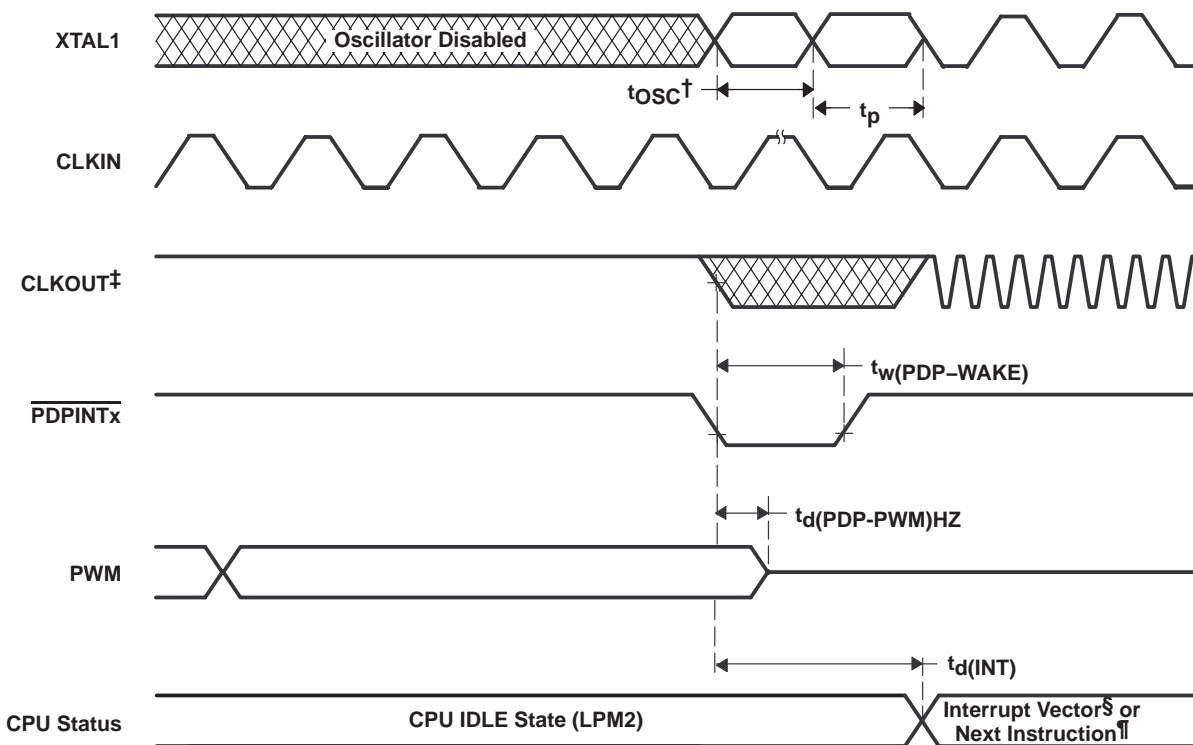 XTAL1
Oscillator Disabled
tOSC†
tp
CLKIN
CLKOUT‡
tw(PDP–WAKE)
PDPINTx
td(PDP-PWM)HZ
PWM
td(INT)
CPU Status
CPU IDLE State (LPM2)
Interrupt Vector§ or
Next Instruction¶